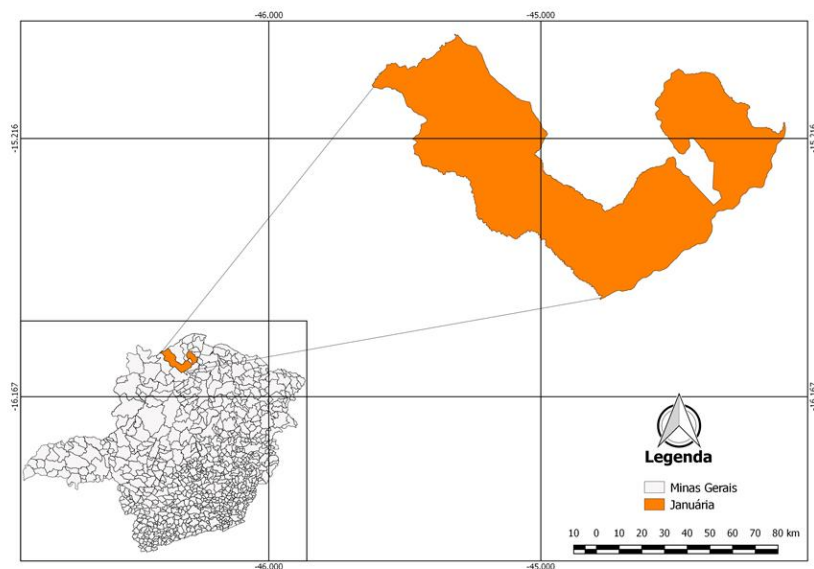 -46.000 -45.000
-15.216 -15.216
-16.167 -16.167
Legenda
Minas Gerais
Januária
10 0 10 20 30 40 50 60 70 80 km
-46.000 -45.000